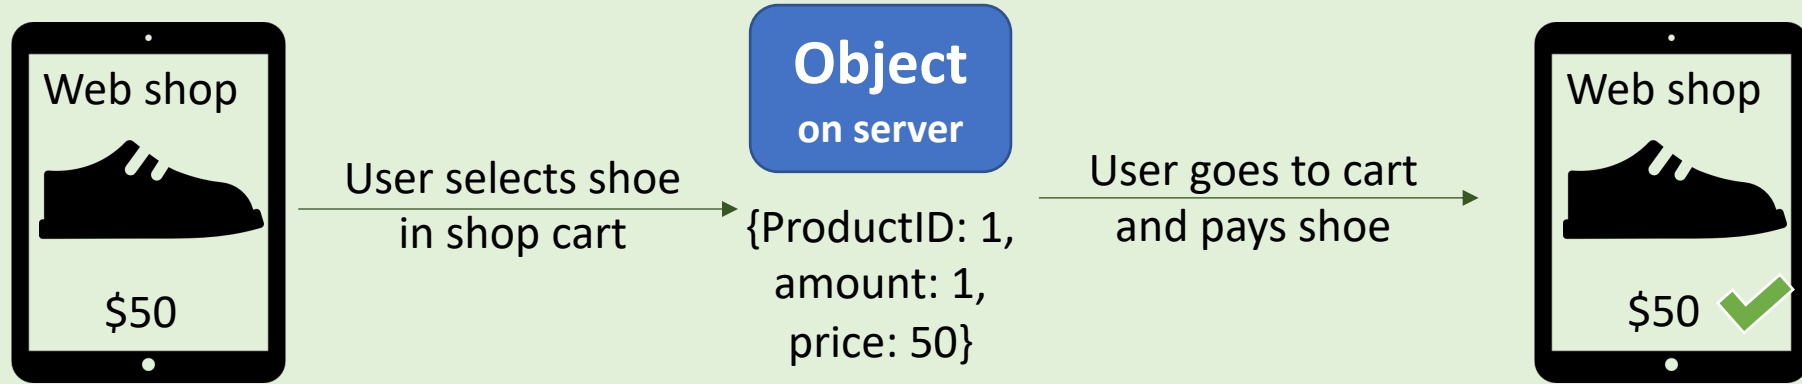 Web shop
$50
User selects shoe
in shop cart
Object
on server
{ProductID: 1,
amount: 1,
price: 50}
User goes to cart
and pays shoe
Web shop
$50